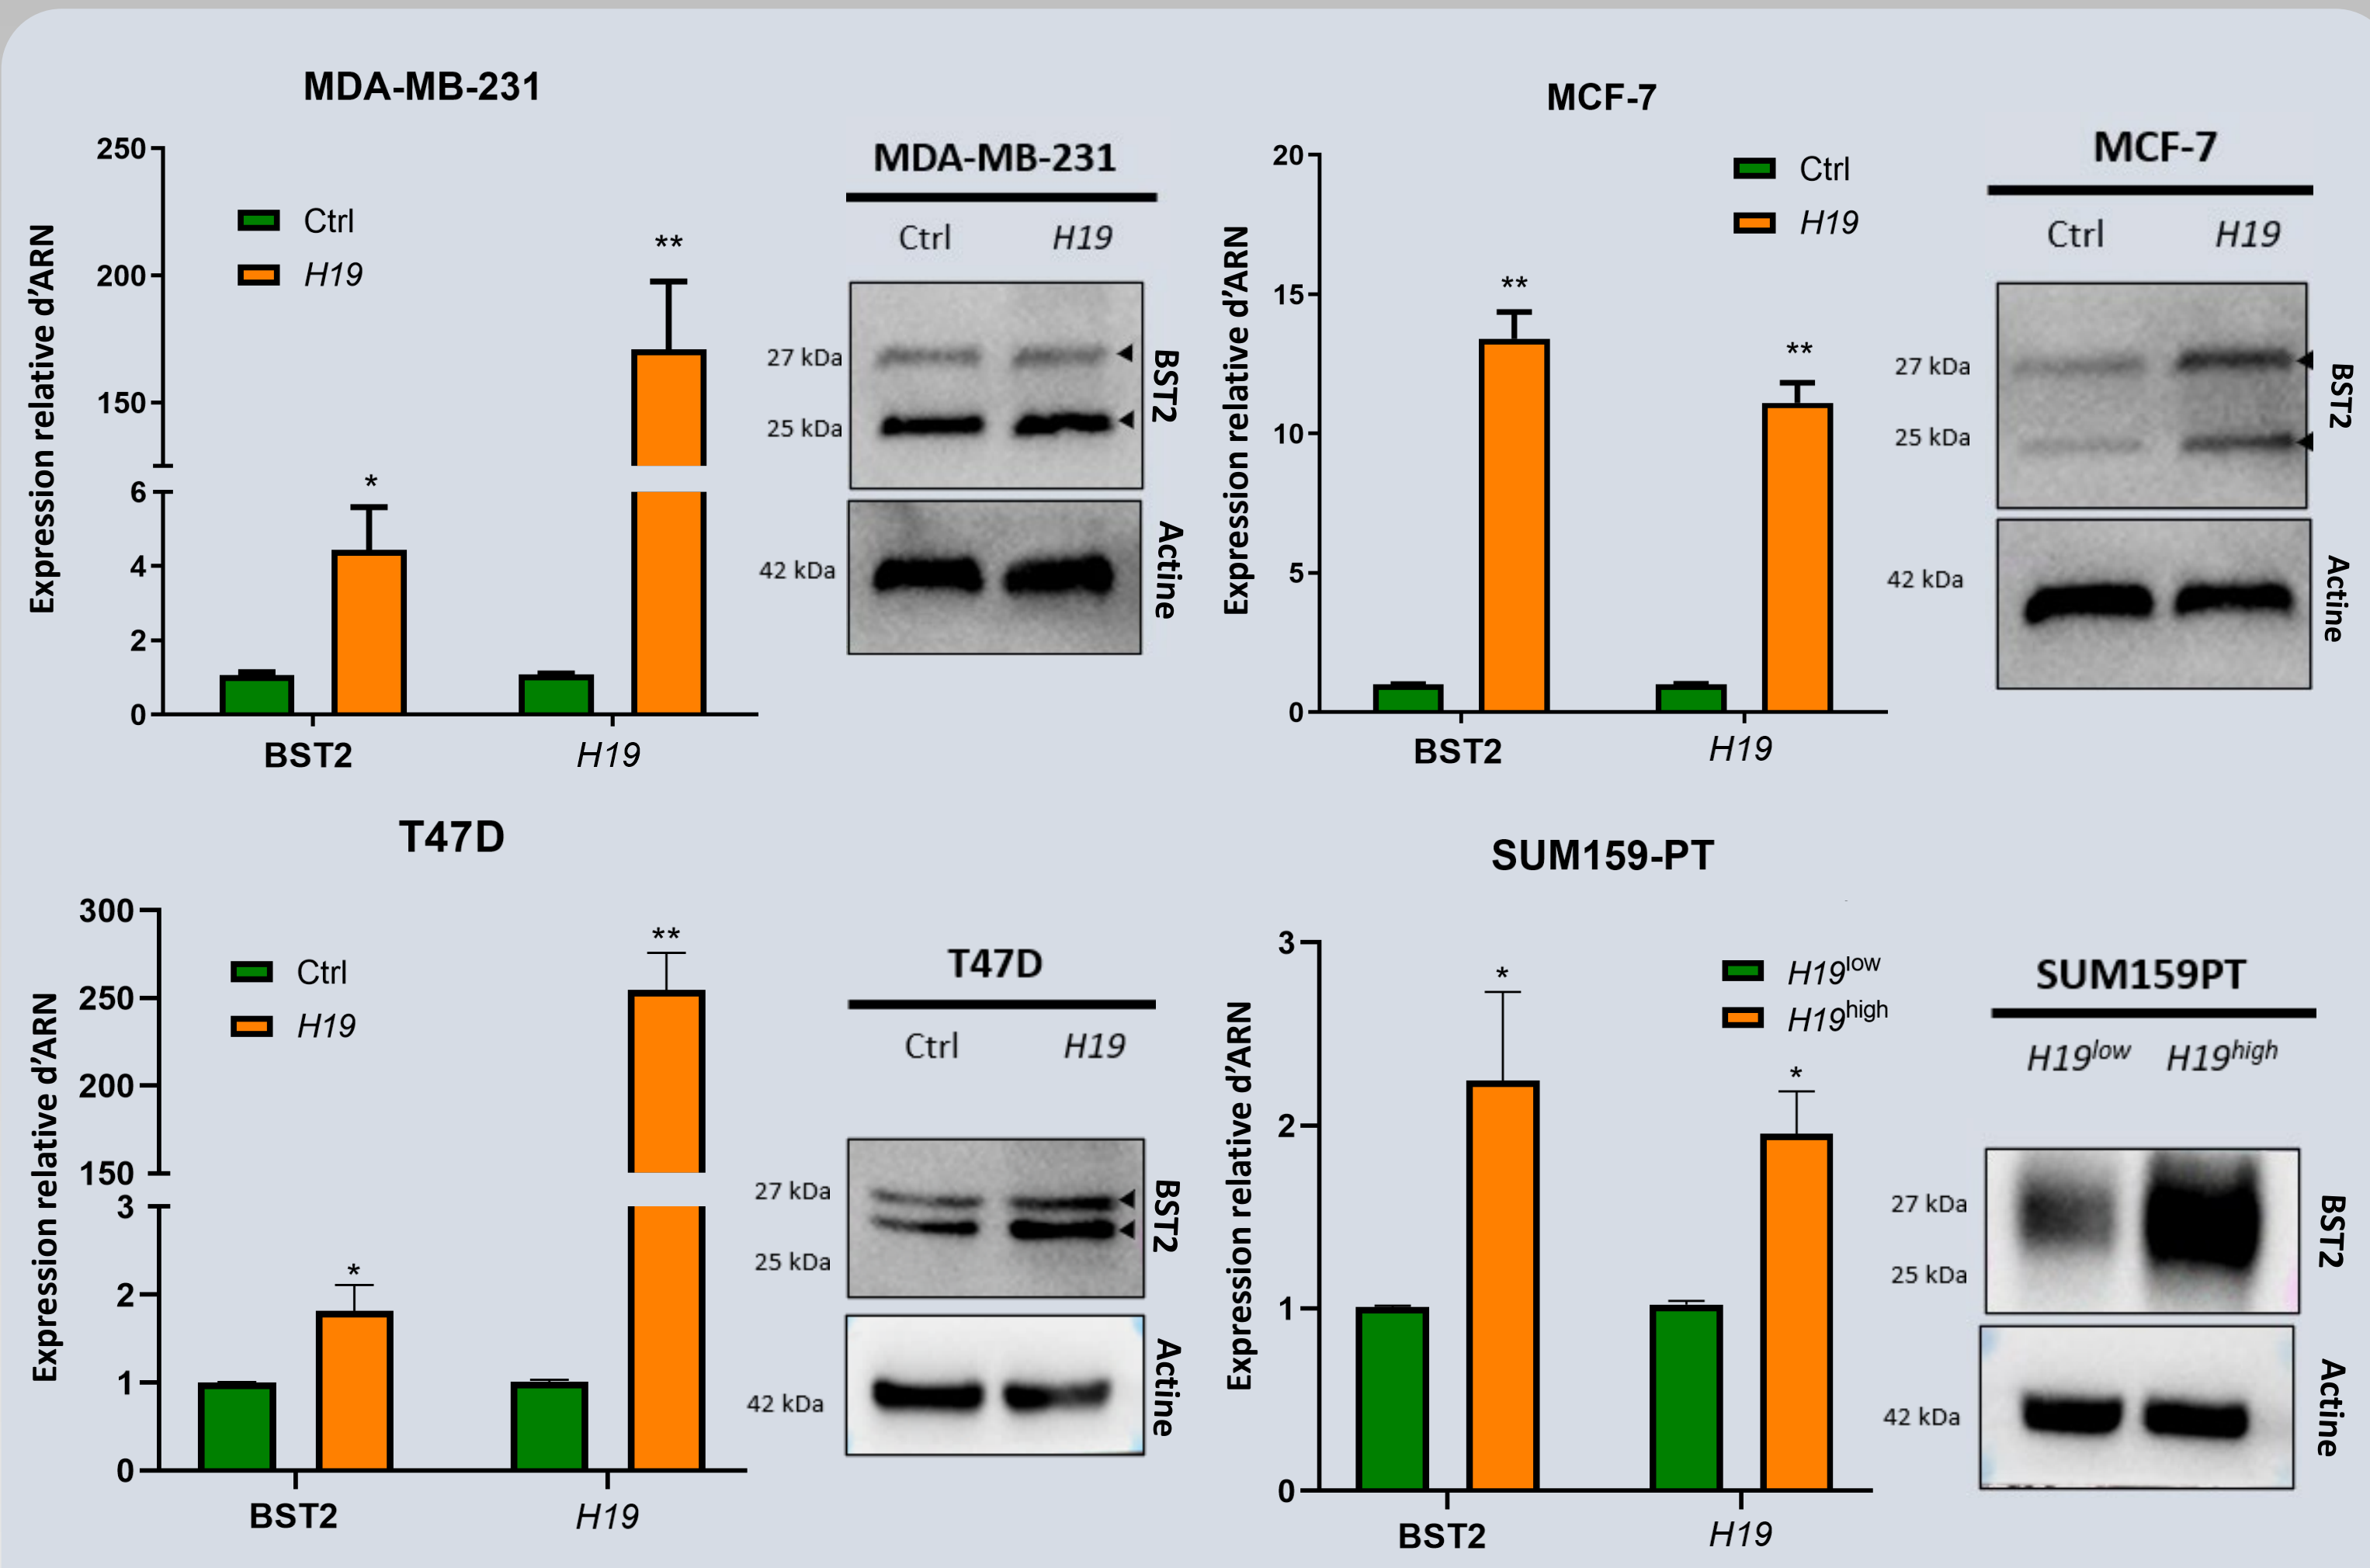 MDA-MB-231
Expression relative d'ARN
250
200
150
6
4
2
0
Ctrl
H19
*
**
BST2
H19
MDA-MB-231
Ctrl H19
27 kDa
25 kDa
BST2
42 kDa
Actine
MCF-7
Expression relative d'ARN
20
15
10
5
0
Ctrl
H19
**
**
BST2
H19
MCF-7
Ctrl H19
27 kDa
25 kDa
BST2
42 kDa
Actine
T47D
Expression relative d'ARN
300
250
200
150
3
2
1
0
Ctrl
H19
*
**
BST2
H19
T47D
Ctrl H19
27 kDa
25 kDa
BST2
42 kDa
Actine
SUM159-PT
Expression relative d'ARN
3
2
1
0
H19low
H19high
*
*
BST2
H19
SUM159PT
H19low H19high
27 kDa
25 kDa
BST2
42 kDa
Actine